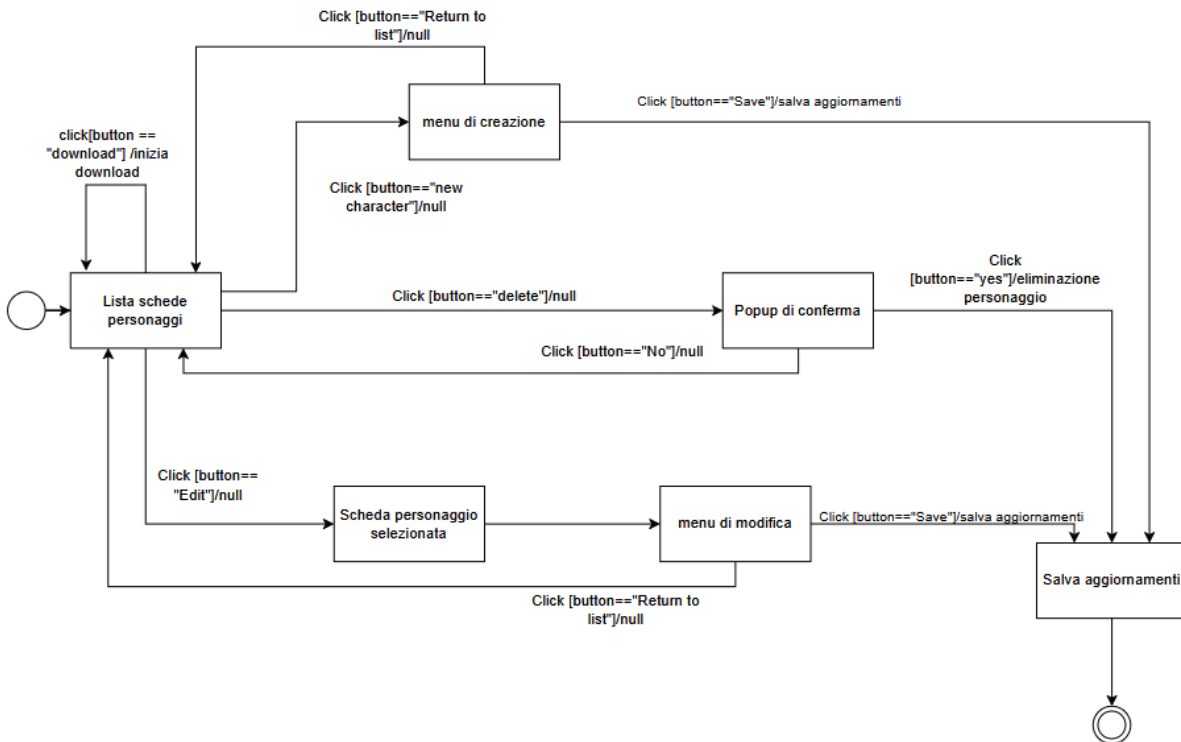 Click [button=="Return to
list"]/null
menu di creazione
Click [button=="Save"]/salva aggiornamenti
click[button ==
"download"] /inizia
download
Click [button=="new
character"]/null
Lista schede
personaggi
Click [button=="delete"]/null
Popup di conferma
Click
[button=="yes"]/eliminazione
personaggio
Click [button=="No"]/null
Click [button==
"Edit"]/null
Scheda personaggio
selezionata
menu di modifica
Click [button=="Save"]/salva aggiornamenti
Salva aggiornamenti
Click [button=="Return to
list"]/null